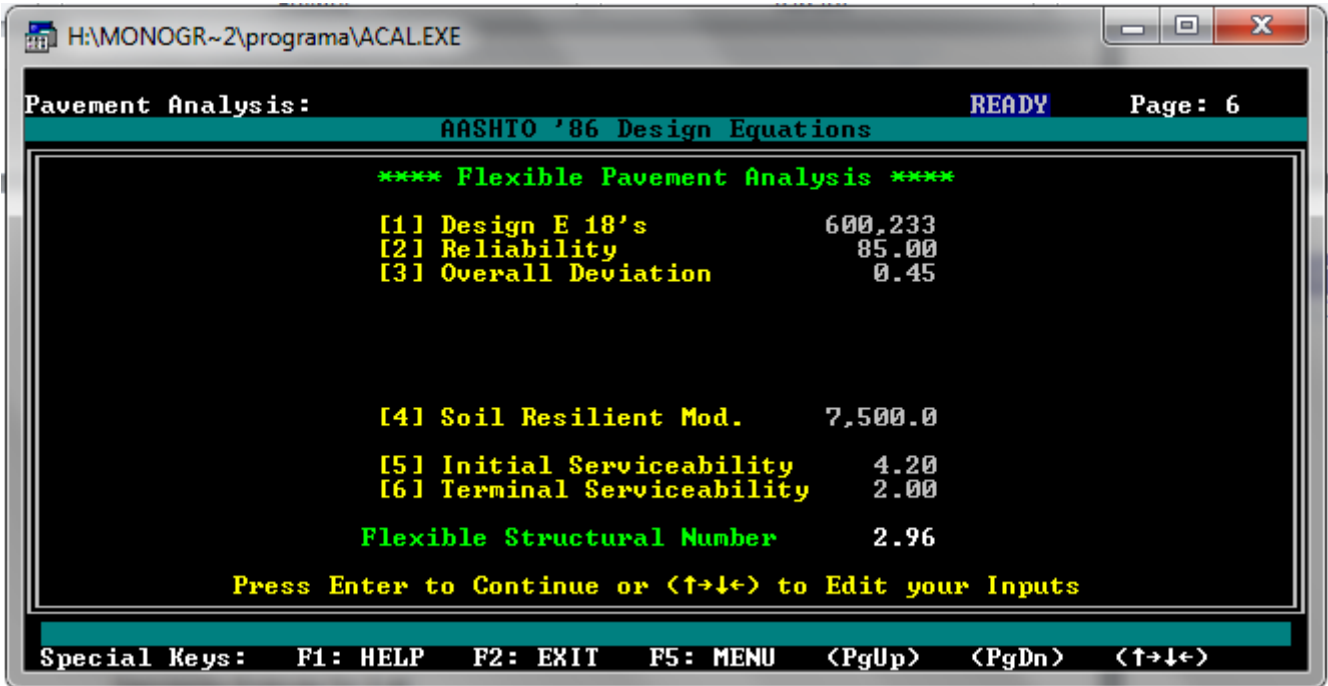 H:\MONOGR~2\programa\ACAL.EXE
Pavement Analysis: READY Page: 6
AASHTO '86 Design Equations
**** Flexible Pavement Analysis ****
[1] Design E 18's 600,233
[2] Reliability 85.00
[3] Overall Deviation 0.45
[4] Soil Resilient Mod. 7,500.0
[5] Initial Serviceability 4.20
[6] Terminal Serviceability 2.00
Flexible Structural Number 2.96
Press Enter to Continue or (↑→↓←) to Edit your Inputs
Special Keys: F1: HELP F2: EXIT F5: MENU (PgUp) (PgDn) (↑→↓←)